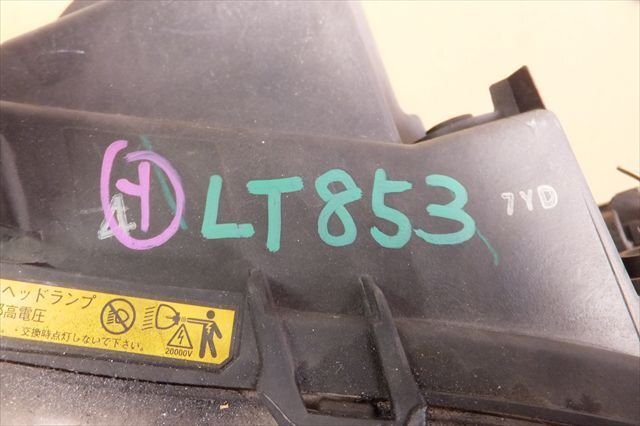 Y LT853 7YD
ヘッドランプ
高電圧
・交換時点灯しないで下さい。
20000V